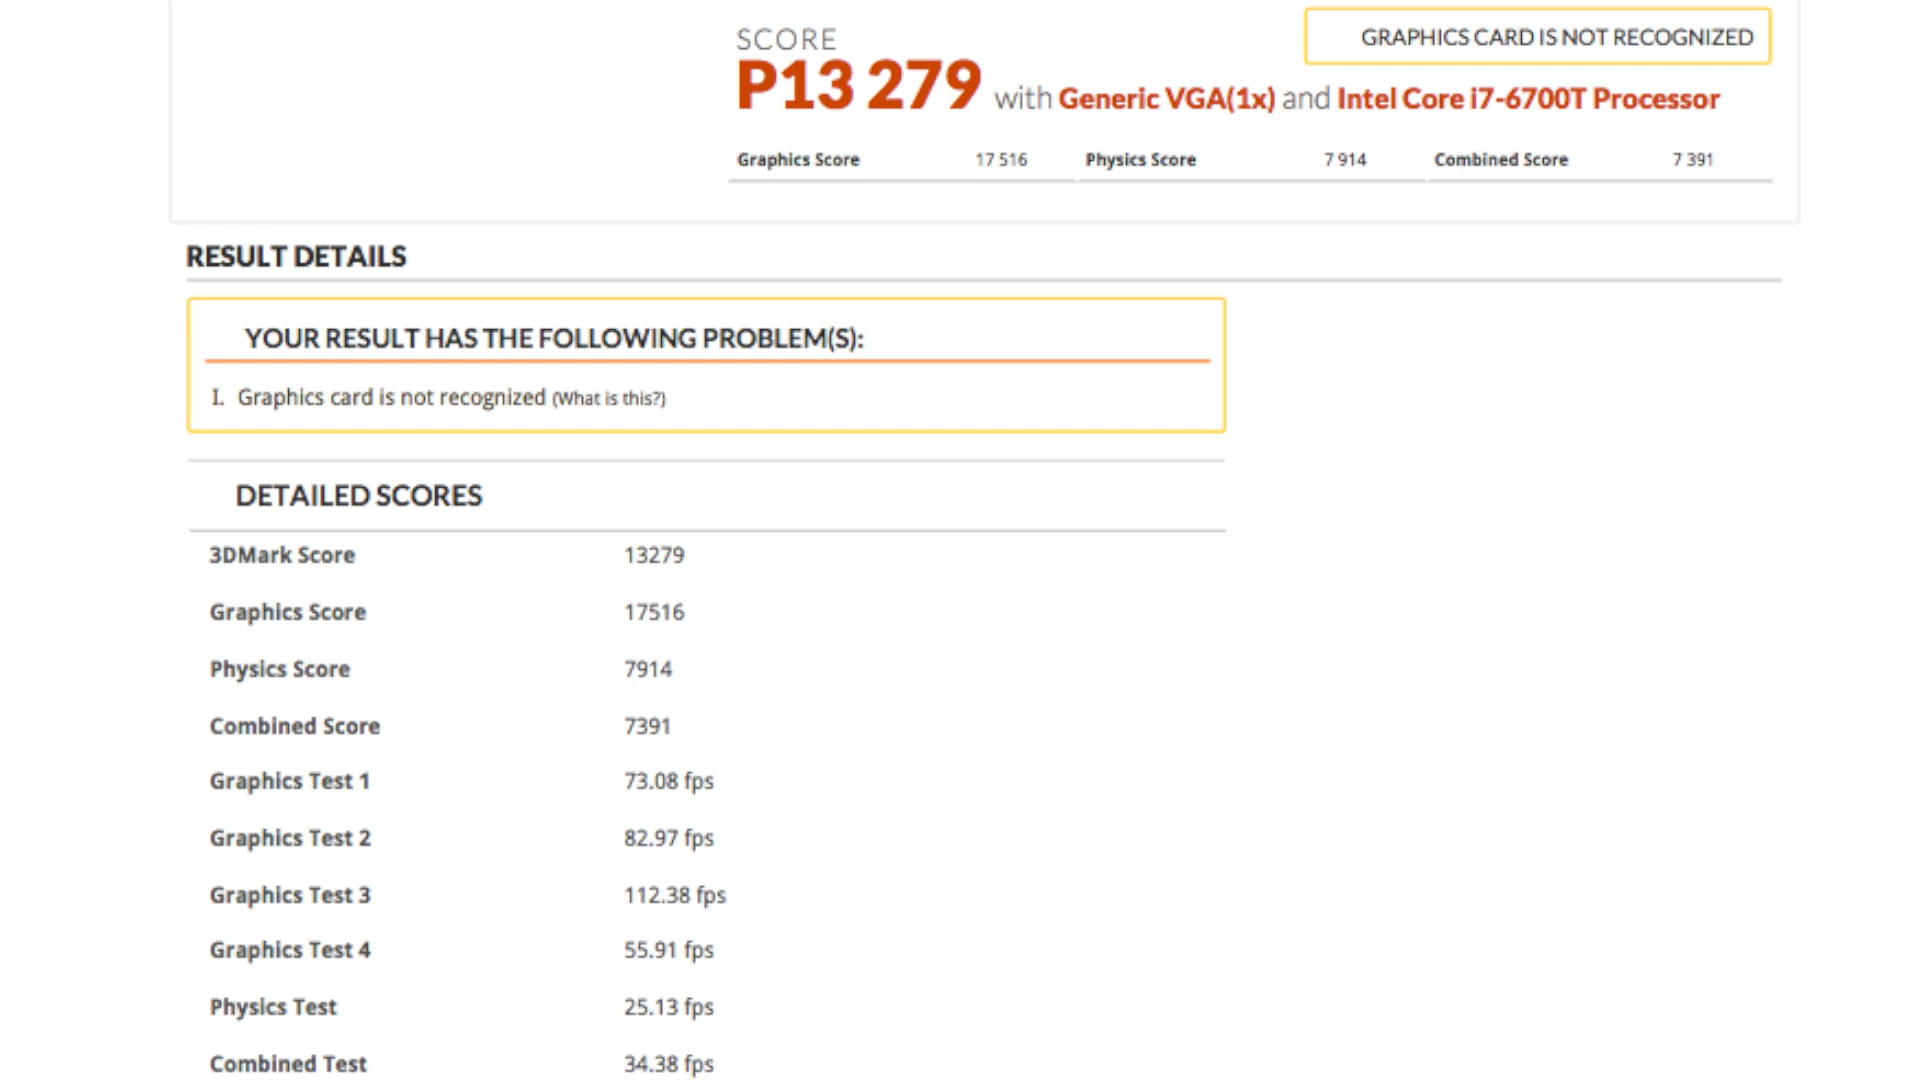 SCORE
GRAPHICS CARD IS NOT RECOGNIZED
P13 279 with Generic VGA(1x) and Intel Core i7-6700T Processor
Graphics Score 17 516 Physics Score 7 914 Combined Score 7 391
RESULT DETAILS
YOUR RESULT HAS THE FOLLOWING PROBLEM(S):
I. Graphics card is not recognized (What is this?)
DETAILED SCORES
3DMark Score 13279
Graphics Score 17516
Physics Score 7914
Combined Score 7391
Graphics Test 1 73.08 fps
Graphics Test 2 82.97 fps
Graphics Test 3 112.38 fps
Graphics Test 4 55.91 fps
Physics Test 25.13 fps
Combined Test 34.38 fps